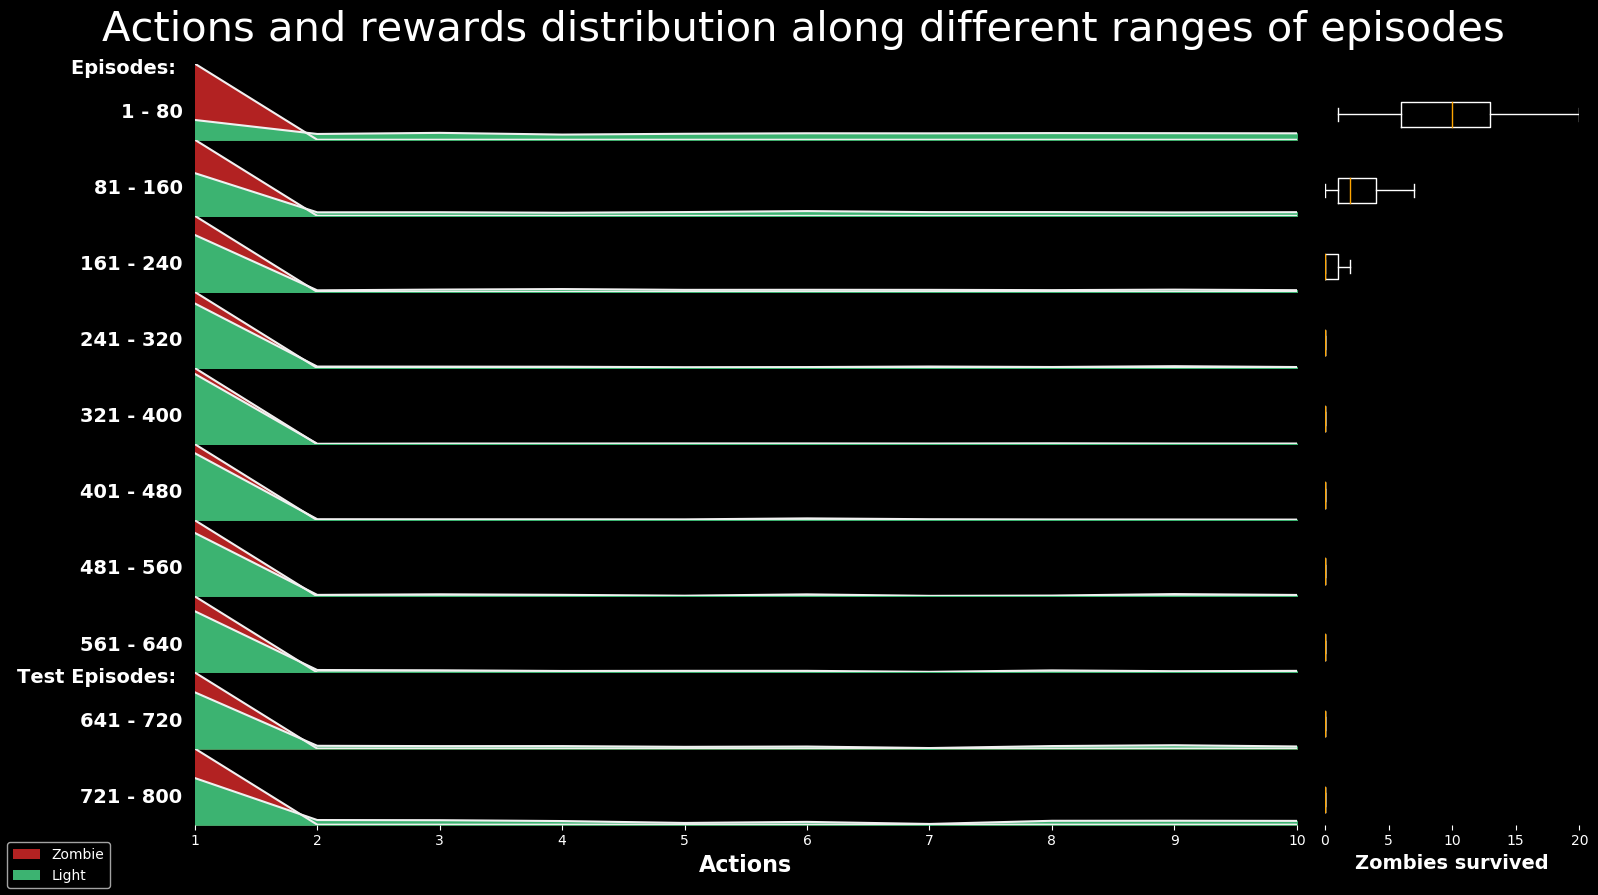 Actions and rewards distribution along different ranges of episodes
Episodes:
1 - 80
81 - 160
161 - 240
241 - 320
321 - 400
401 - 480
481 - 560
561 - 640
Test Episodes:
641 - 720
721 - 800
1 2 3 4 5 6 7 8 9 10
Actions
0 5 10 15 20
Zombies survived
Zombie
Light